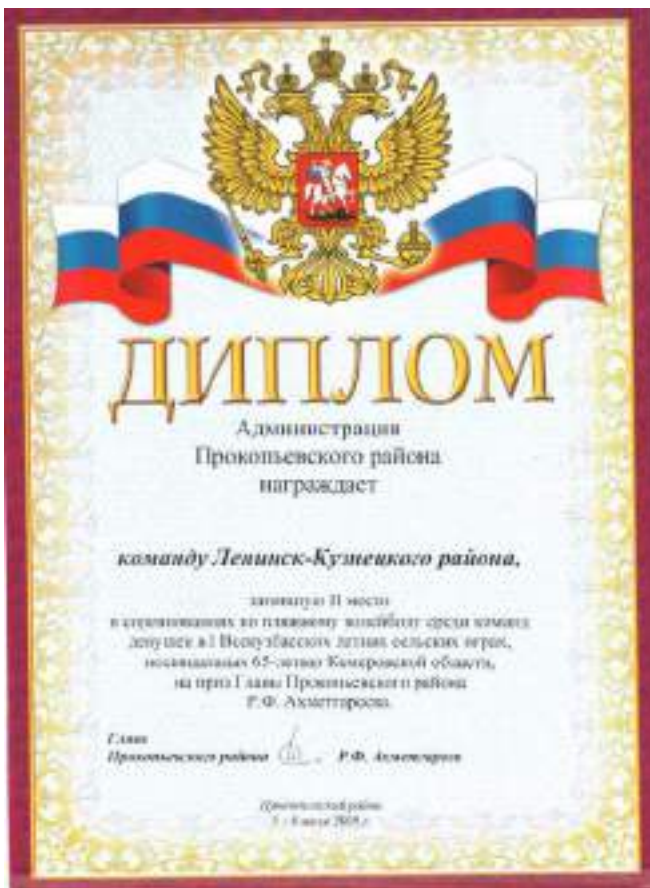 ДИПЛОМ
Администрация
Прокопьевского района
награждает
команду Ленинск-Кузнецкого района,
занявшую II место
в соревнованиях по пляжному волейболу среди команд
девушек в I Всекузбасских летних сельских играх,
посвященных 65-летию Кемеровской области,
на приз Главы Прокопьевского района
Р.Ф. Ахметгареева.
Глава
Прокопьевского района Р.Ф. Ахметгареев
Прокопьевский район